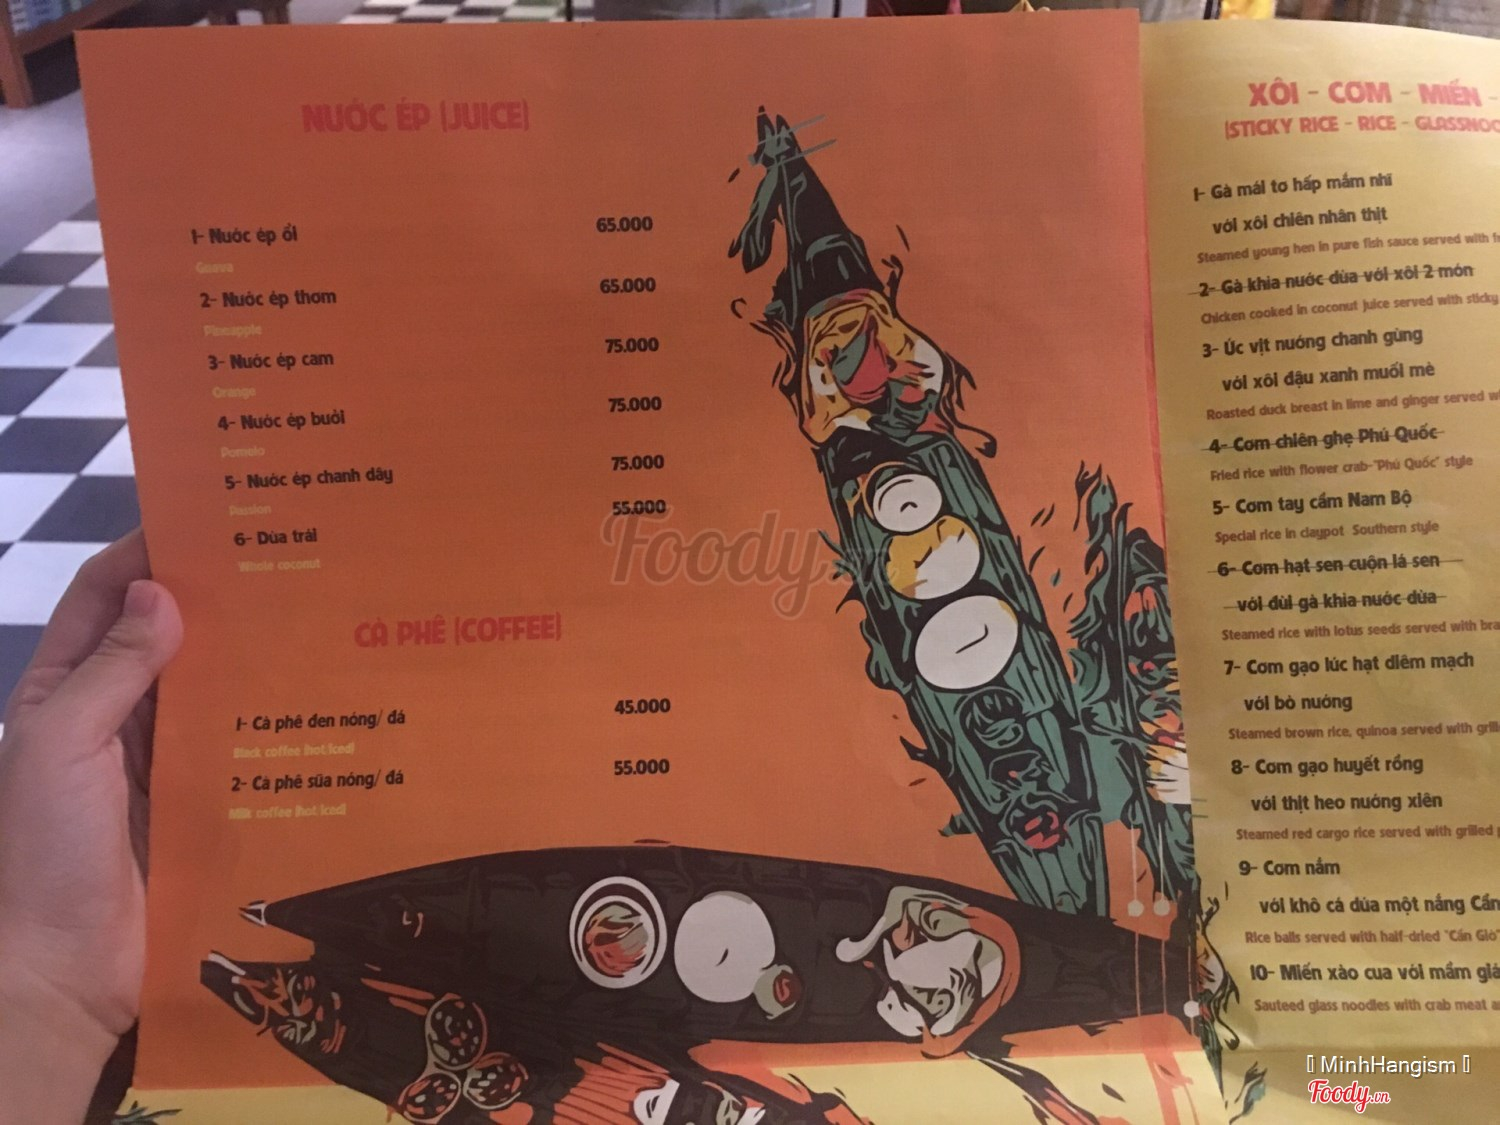 NƯỚC ÉP (JUICE)
1- Nước ép ổi 65.000
Guava
2- Nước ép thơm 65.000
Pineapple
3- Nước ép cam 75.000
Orange
4- Nước ép bưởi 75.000
Pomelo
5- Nước ép chanh dây 75.000
Passion
6- Dừa trái 55.000
Whole coconut
CÀ PHÊ (COFFEE)
1- Cà phê đen nóng/ đá 45.000
Black coffee (hot/iced)
2- Cà phê sữa nóng/ đá 55.000
Milk coffee (hot/iced)
XÔI - CƠM - MIẾN -
(STICKY RICE - RICE - GLASSNOO
1- Gà mái tơ hấp mắm nhĩ
với xôi chiên nhân thịt
Steamed young hen in pure fish sauce served with
2- Gà khìa nước dừa với xôi 2 món
Chicken cooked in coconut juice served with sticky
3- Ức vịt nướng chanh gừng
với xôi đậu xanh muối mè
Roasted duck breast in lime and ginger served w
4- Cơm chiên ghẹ Phú Quốc
Fried rice with flower crab-"Phú Quốc" style
5- Cơm tay cầm Nam Bộ
Special rice in claypot Southern style
6- Cơm hạt sen cuộn lá sen
với đùi gà khìa nước dừa
Steamed rice with lotus seeds served with bra
7- Cơm gạo lúc hạt diêm mạch
với bò nướng
Steamed brown rice, quinoa served with grill
8- Cơm gạo huyết rồng
với thịt heo nướng xiên
Steamed red cargo rice served with grilled p
9- Cơm nắm
với khô cá dứa một nắng Cần
Rice balls served with half-dried "Cần Giờ"
10- Miến xào cua với mầm giá
Sauteed glass noodles with crab meat a
Foody.vn
MinhHangism
Foody.vn